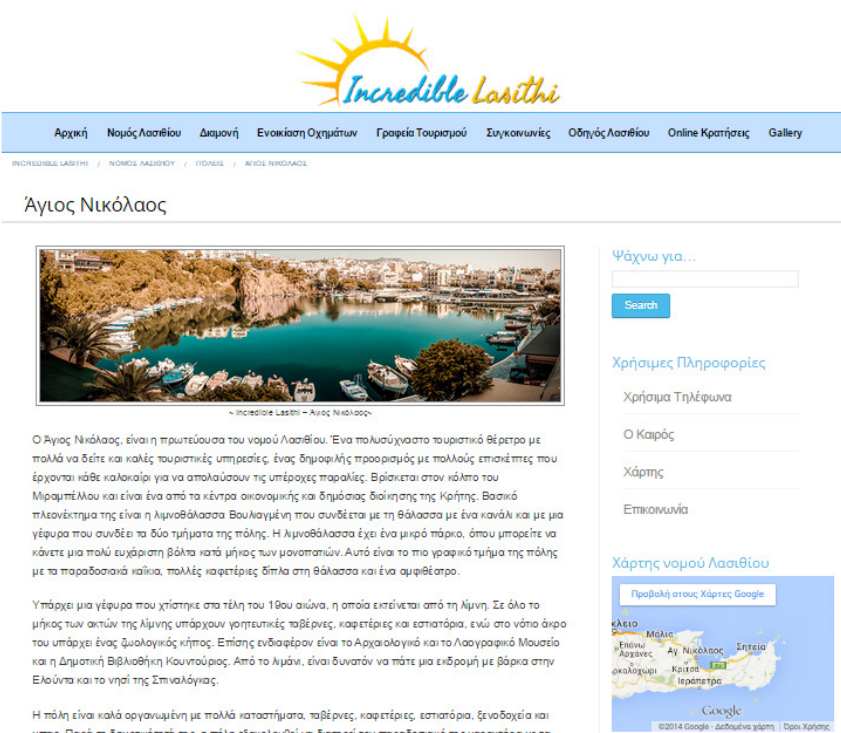 Incredible Lasithi
Αρχική Νομός Λασιθίου Διαμονή Ενοικίαση Οχημάτων Γραφεία Τουρισμού Συγκοινωνίες Οδηγός Λασιθίου Online Κρατήσεις Gallery
INCREDIBLE LASITHI / ΝΟΜΌΣ ΛΑΣΙΘΊΟΥ / ΠΌΛΕΙΣ / ΆΓΙΟΣ ΝΙΚΌΛΑΟΣ
Άγιος Νικόλαος
~ Incredible Lasithi – Άγιος Νικόλαος~
Ο Άγιος Νικόλαος, είναι η πρωτεύουσα του νομού Λασιθίου. Ένα πολυσύχναστο τουριστικό θέρετρο με
πολλά να δείτε και καλές τουριστικές υπηρεσίες, ένας δημοφιλής προορισμός με πολλούς επισκέπτες που
έρχονται κάθε καλοκαίρι για να απολαύσουν τις υπέροχες παραλίες. Βρίσκεται στον κόλπο του
Μιραμπέλλου και είναι ένα από τα κέντρα οικονομικής και δημόσιας διοίκησης της Κρήτης. Βασικό
πλεονέκτημα της είναι η λιμνοθάλασσα Βουλιαγμένη που συνδέεται με τη θάλασσα με ένα κανάλι και με μια
γέφυρα που συνδέει τα δύο τμήματα της πόλης. Η λιμνοθάλασσα έχει ένα μικρό πάρκο, όπου μπορείτε να
κάνετε μια πολύ ευχάριστη βόλτα κατά μήκος των μονοπατιών. Αυτό είναι το πιο γραφικό τμήμα της πόλης
με τα παραδοσιακά καΐκια, πολλές καφετέριες δίπλα στη θάλασσα και ένα αμφιθέατρο.
Υπάρχει μια γέφυρα που χτίστηκε στα τέλη του 19ου αιώνα, η οποία εκτείνεται από τη λίμνη. Σε όλο το
μήκος των ακτών της λίμνης υπάρχουν γοητευτικές ταβέρνες, καφετέριες και εστιατόρια, ενώ στο νότιο άκρο
του υπάρχει ένας ζωολογικός κήπος. Επίσης ενδιαφέρον είναι το Αρχαιολογικό και το Λαογραφικό Μουσείο
και η Δημοτική Βιβλιοθήκη Κουντούριος. Από το λιμάνι, είναι δυνατόν να πάτε μια εκδρομή με βάρκα στην
Ελούντα και το νησί της Σπιναλόγκας.
Η πόλη είναι καλά οργανωμένη με πολλά καταστήματα, ταβέρνες, καφετέριες, εστιατόρια, ξενοδοχεία και
Ψάχνω για...
Search
Χρήσιμες Πληροφορίες
Χρήσιμα Τηλέφωνα
Ο Καιρός
Χάρτης
Επικοινωνία
Χάρτης νομού Λασιθίου
Προβολή στους Χάρτες Google
κλειο
Μάλια
Επάνω Αρχάνες
Αγ. Νικόλαος
Σητεία
Κριτσά
Ε75
ρκαλοχώρι
Ιεράπετρα
Google
©2014 Google - Δεδομένα χάρτη Όροι Χρήσης